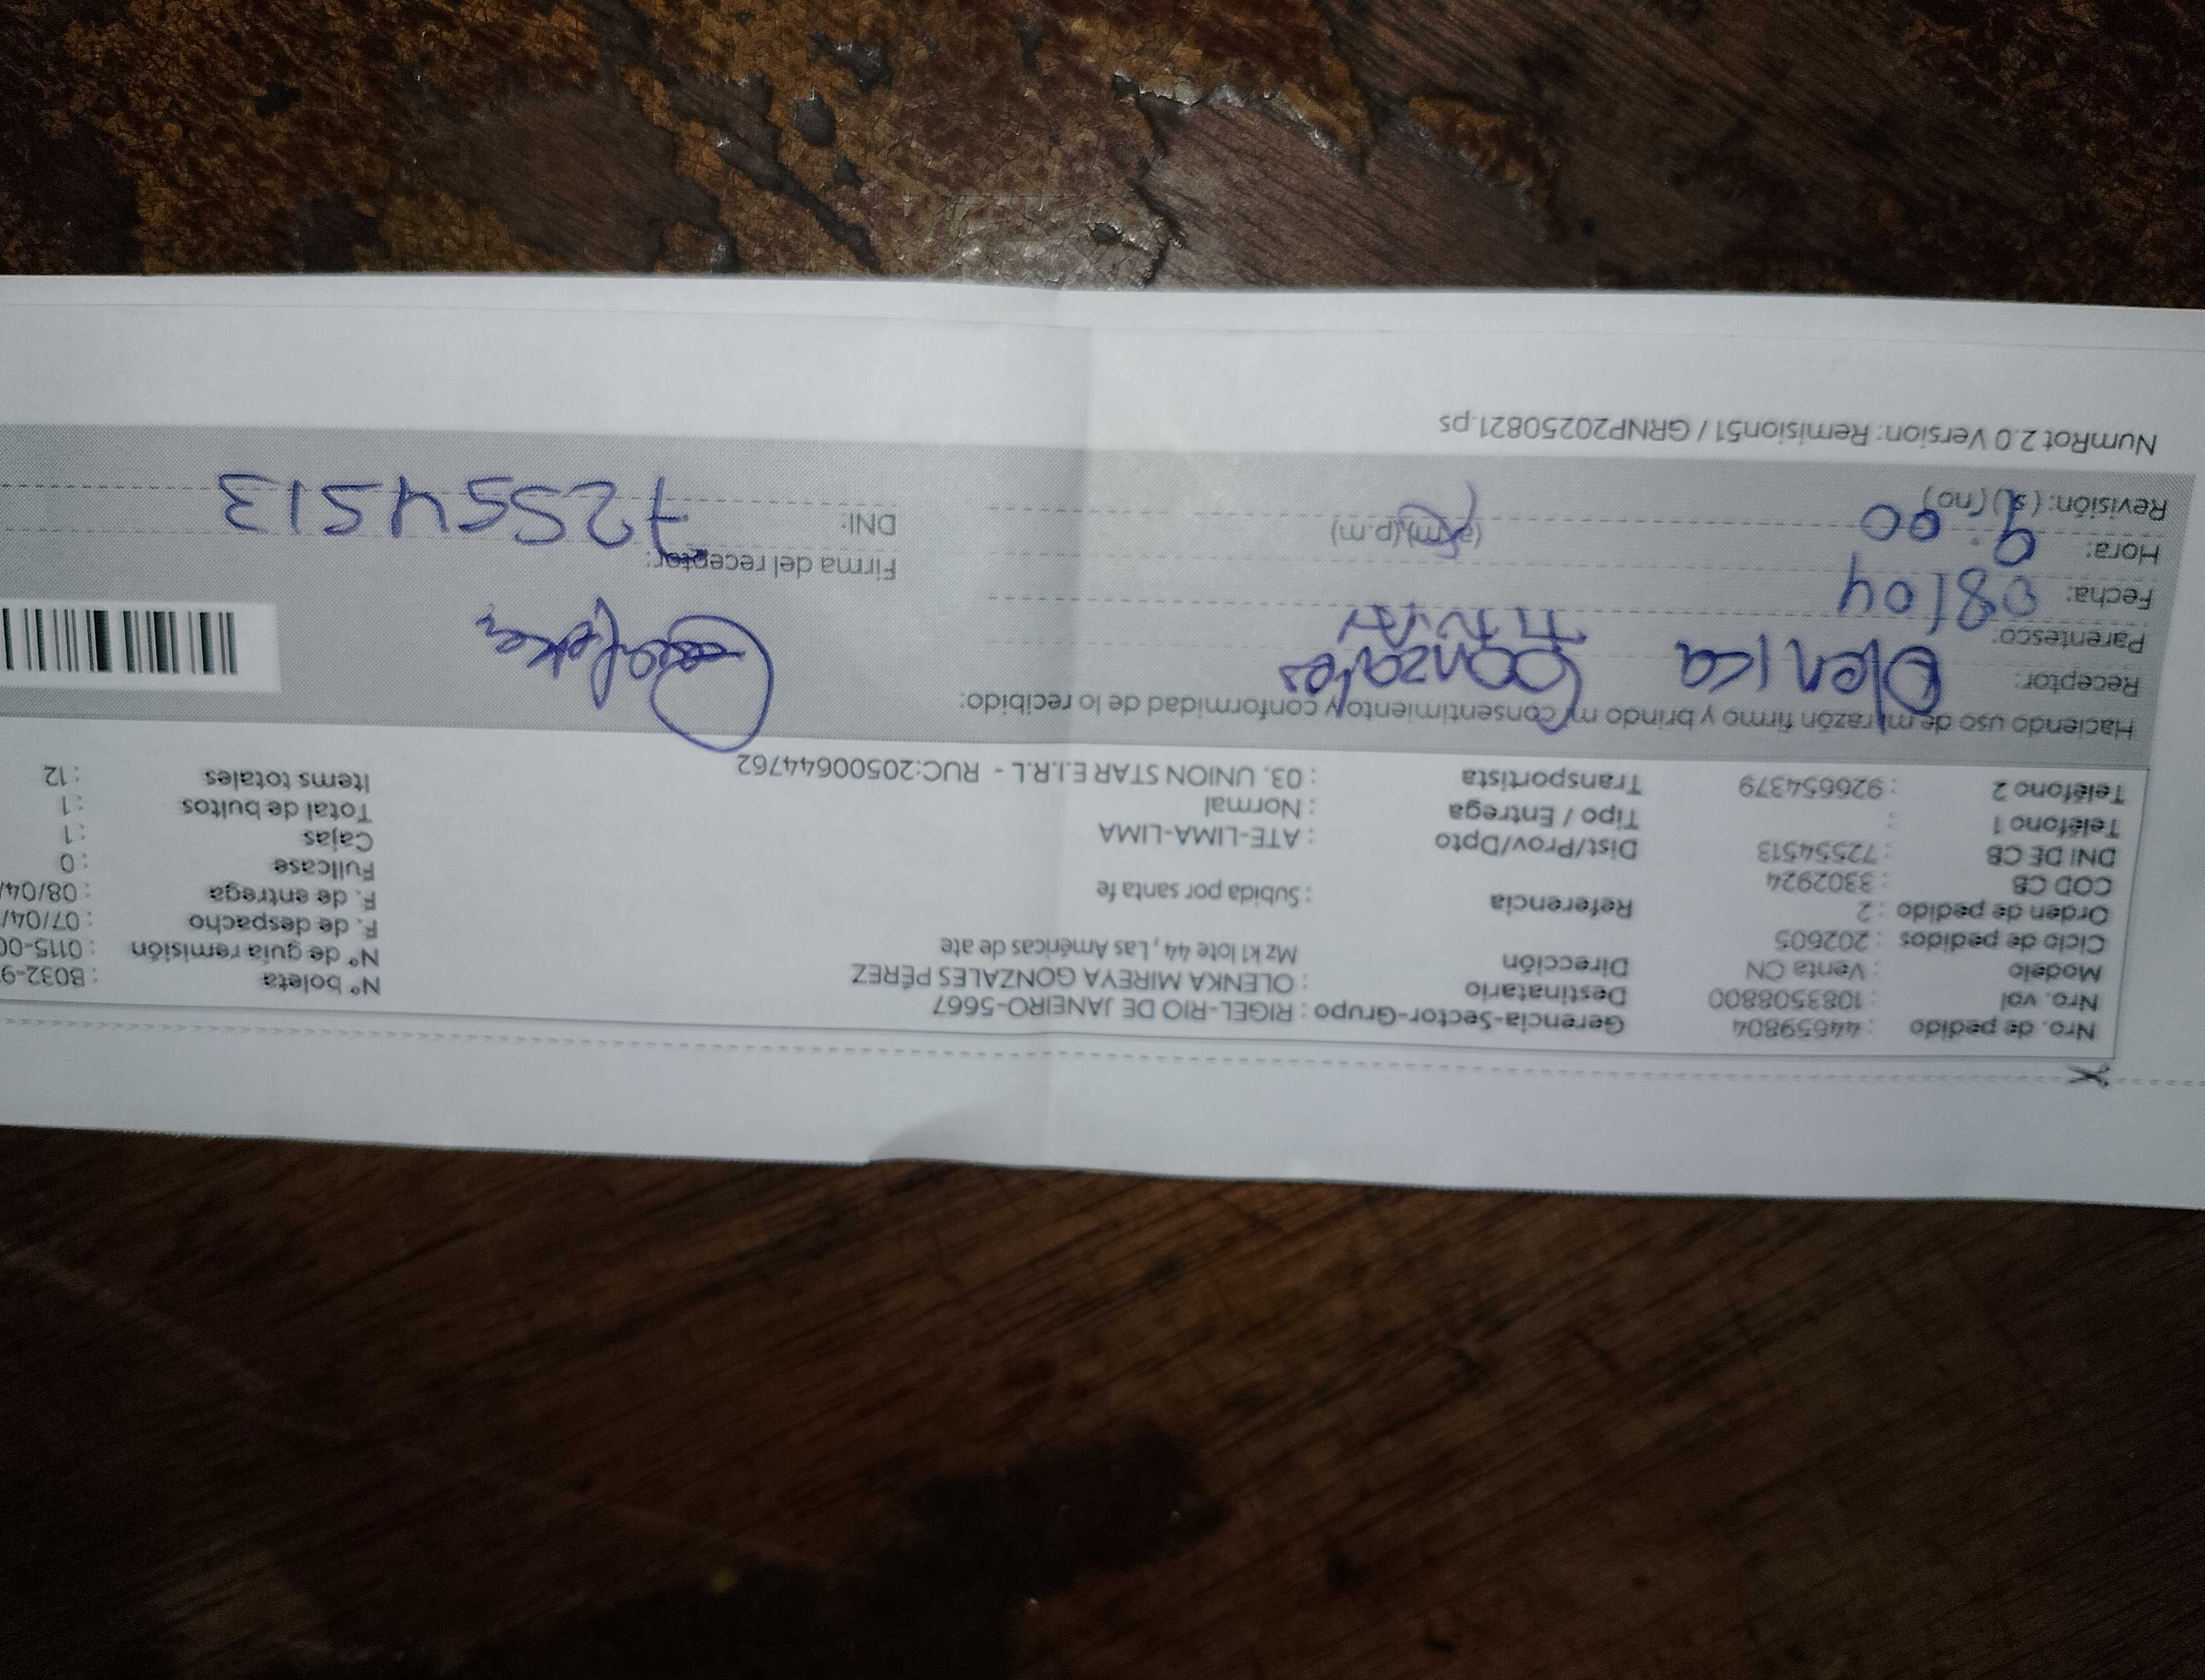 Nro. de pedido : 44659804 Gerencia-Sector-Grupo : RIGEL-RIO DE JANEIRO-5667 N° boleta : B032-9
Nro. vol : 1083508800 Destinatario : OLENKA MIREYA GONZALES PÉREZ N° de guía remisión : 0115-00
Modelo : Venta CN Dirección Mz k1 lote 44 , Las Américas de ate F. de despacho : 07/04/
Ciclo de pedidos : 202605 F. de entrega : 08/04/
Orden de pedido : 2 Referencia : Subida por santa fe Fullcase : 0
COD CB : 3302924 Cajas : 1
DNI DE CB : 72554513 Dist/Prov/Dpto : ATE-LIMA-LIMA Total de bultos : 1
Teléfono 1 : Tipo / Entrega : Normal Items totales : 12
Teléfono 2 : 926654379 Transportista : 03. UNION STAR E.I.R.L - RUC:20500644762
Haciendo uso de mi razón firmo y brindo mi consentimiento y conformidad de lo recibido:
Receptor: Olenka Gonzales
Parentesco: Titular
Fecha: 08/04 Firma del receptor:
Hora: 9:00 (a.m) (p.m) DNI: 72554513
Revisión: (si) (no)
NumRot 2.0 Version: Remision51 / GRNP20250821.ps